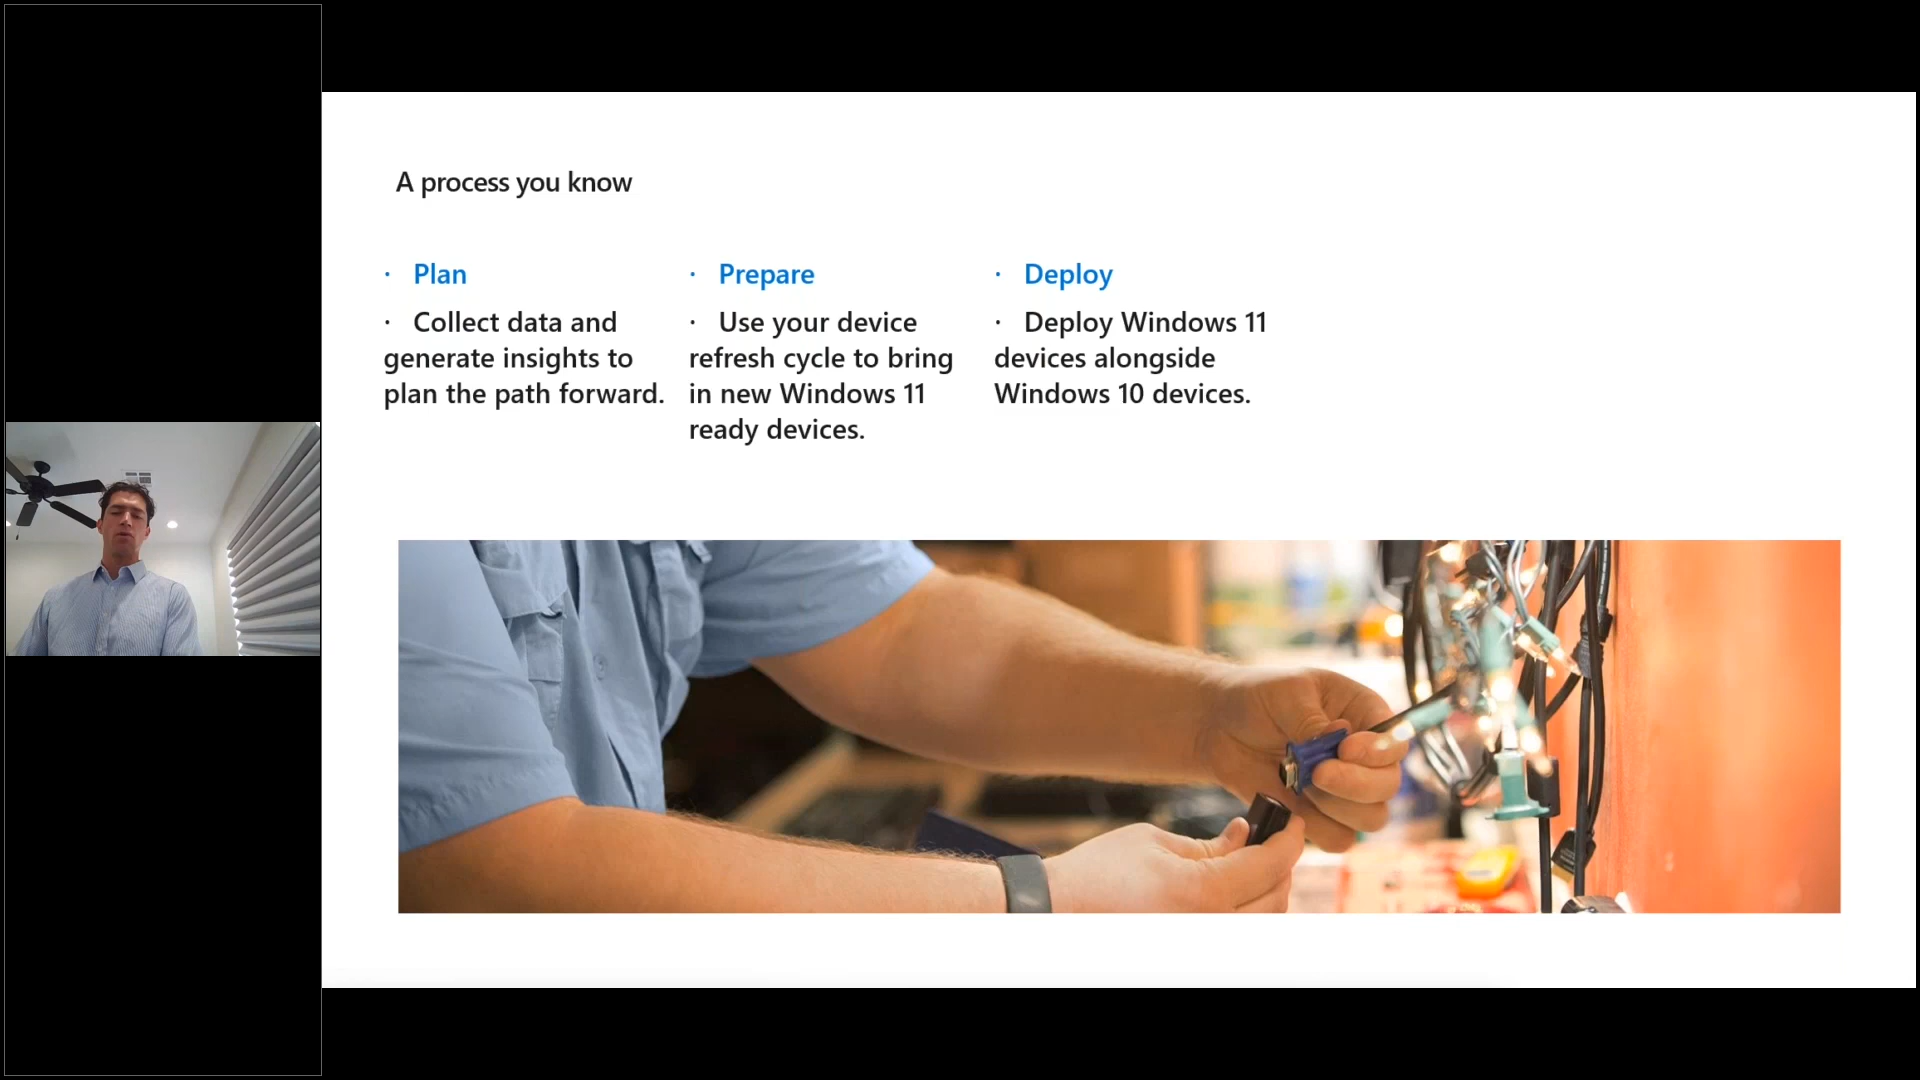 A process you know
· Plan
· Collect data and
generate insights to
plan the path forward.
· Prepare
· Use your device
refresh cycle to bring
in new Windows 11
ready devices.
· Deploy
· Deploy Windows 11
devices alongside
Windows 10 devices.